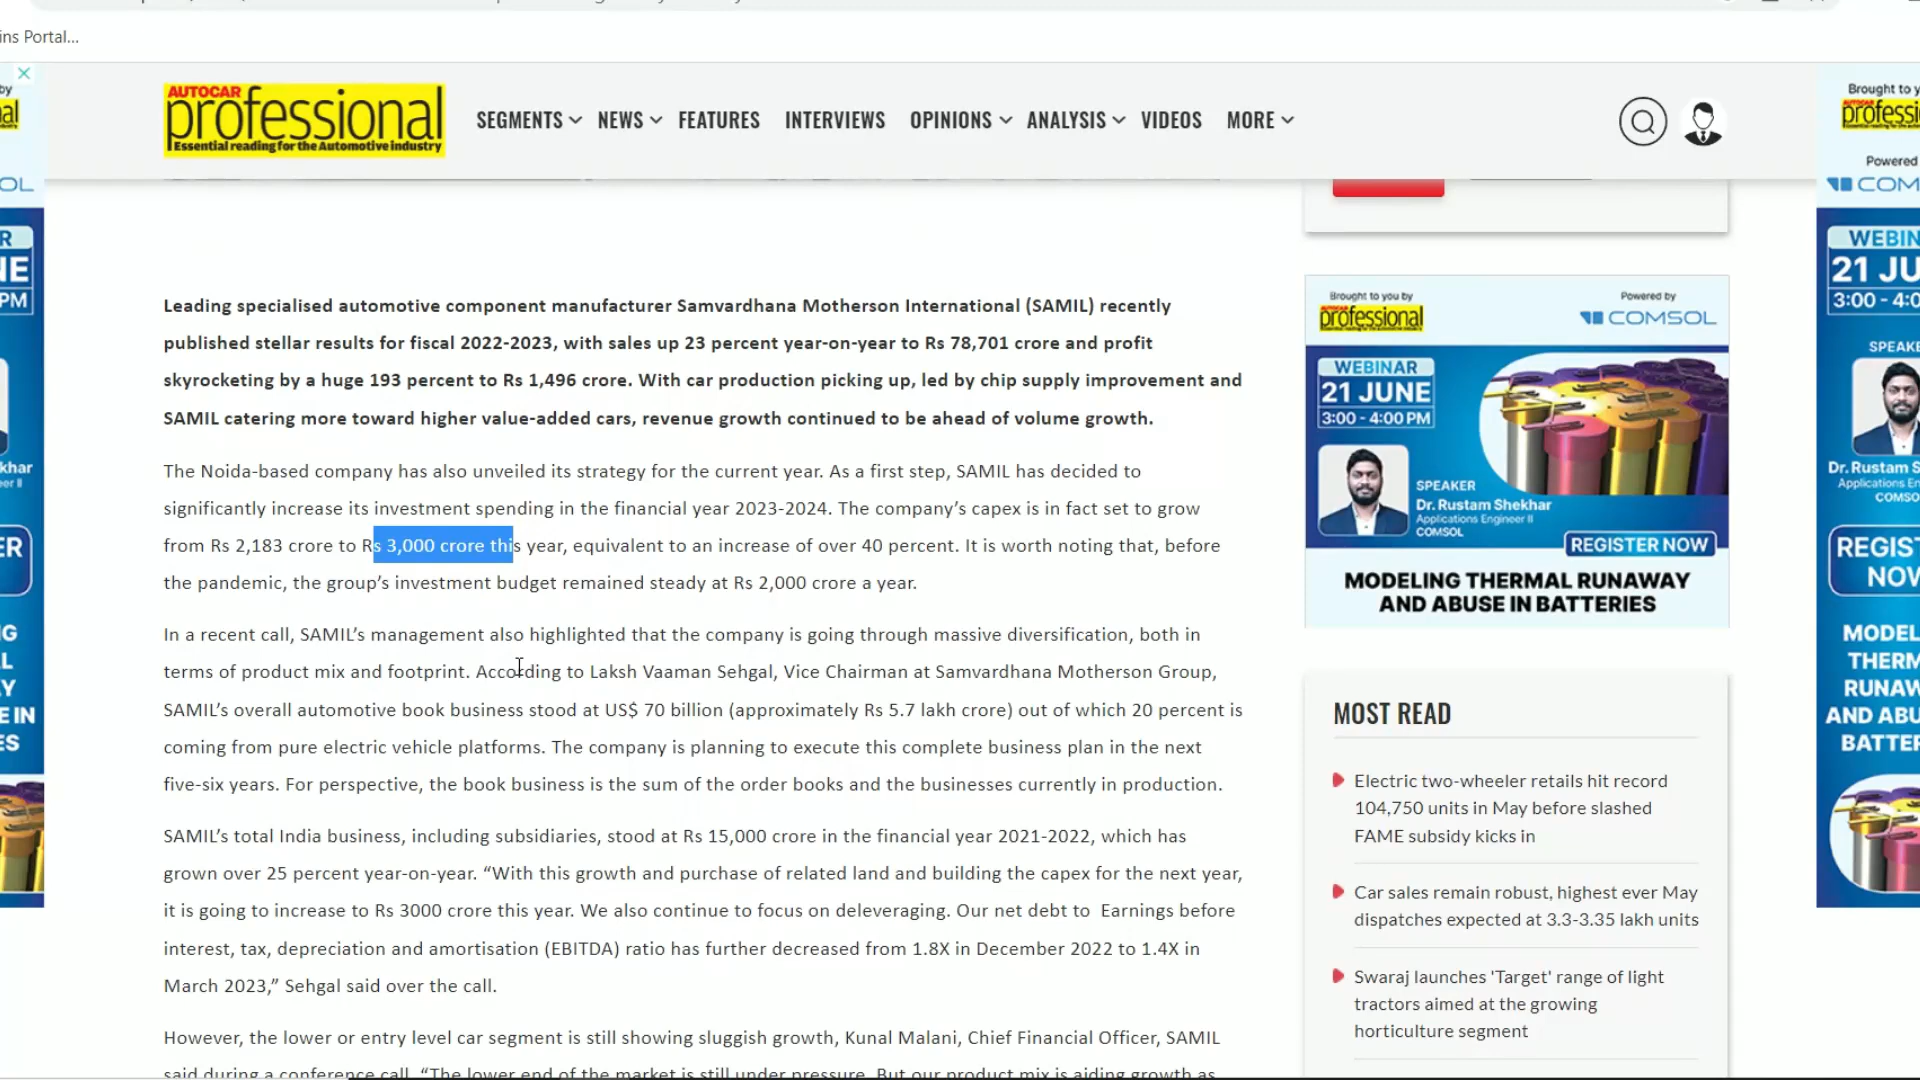 ins Portal...
AUTOCAR
professional
Essential reading for the Automotive industry
SEGMENTS NEWS FEATURES INTERVIEWS OPINIONS ANALYSIS VIDEOS MORE
Leading specialised automotive component manufacturer Samvardhana Motherson International (SAMIL) recently
published stellar results for fiscal 2022-2023, with sales up 23 percent year-on-year to Rs 78,701 crore and profit
skyrocketing by a huge 193 percent to Rs 1,496 crore. With car production picking up, led by chip supply improvement and
SAMIL catering more toward higher value-added cars, revenue growth continued to be ahead of volume growth.
The Noida-based company has also unveiled its strategy for the current year. As a first step, SAMIL has decided to
significantly increase its investment spending in the financial year 2023-2024. The company's capex is in fact set to grow
from Rs 2,183 crore to Rs 3,000 crore this year, equivalent to an increase of over 40 percent. It is worth noting that, before
the pandemic, the group's investment budget remained steady at Rs 2,000 crore a year.
In a recent call, SAMIL's management also highlighted that the company is going through massive diversification, both in
terms of product mix and footprint. According to Laksh Vaaman Sehgal, Vice Chairman at Samvardhana Motherson Group,
SAMIL's overall automotive book business stood at US$ 70 billion (approximately Rs 5.7 lakh crore) out of which 20 percent is
coming from pure electric vehicle platforms. The company is planning to execute this complete business plan in the next
five-six years. For perspective, the book business is the sum of the order books and the businesses currently in production.
SAMIL's total India business, including subsidiaries, stood at Rs 15,000 crore in the financial year 2021-2022, which has
grown over 25 percent year-on-year. “With this growth and purchase of related land and building the capex for the next year,
it is going to increase to Rs 3000 crore this year. We also continue to focus on deleveraging. Our net debt to Earnings before
interest, tax, depreciation and amortisation (EBITDA) ratio has further decreased from 1.8X in December 2022 to 1.4X in
March 2023,” Sehgal said over the call.
However, the lower or entry level car segment is still showing sluggish growth, Kunal Malani, Chief Financial Officer, SAMIL
said during a conference call. “The lower end of the market is still under pressure. But our product mix is aiding growth as
Brought to you by
AUTOCAR
professional
Powered by
COMSOL
WEBINAR
21 JUNE
3:00 - 4:00 PM
SPEAKER
Dr. Rustam Shekhar
Applications Engineer II
COMSOL
REGISTER NOW
MODELING THERMAL RUNAWAY
AND ABUSE IN BATTERIES
MOST READ
Electric two-wheeler retails hit record
104,750 units in May before slashed
FAME subsidy kicks in
Car sales remain robust, highest ever May
dispatches expected at 3.3-3.35 lakh units
Swaraj launches 'Target' range of light
tractors aimed at the growing
horticulture segment
Brought to y
professi
Powered
COM
WEBIN
21 JU
3:00 - 4:0
SPEAKE
Dr. Rustam S
Applications En
COMSO
REGIS
NOV
MODEL
THERM
RUNAW
AND ABU
BATTER